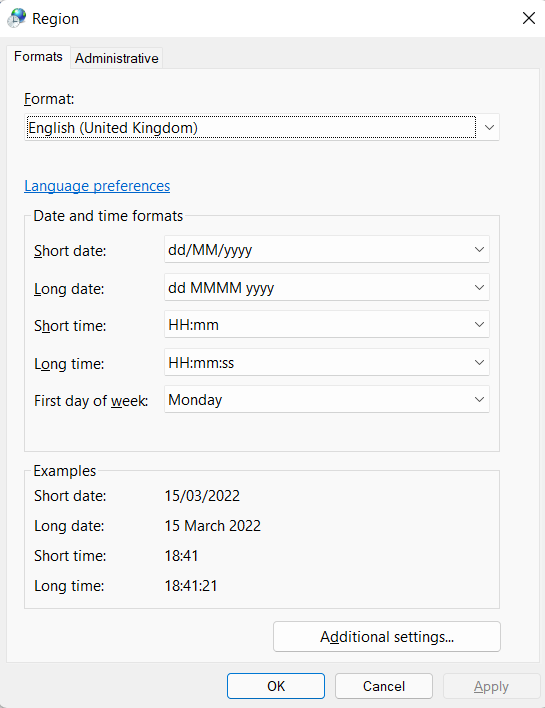 Region
Formats Administrative
Format:
English (United Kingdom)
Language preferences
Date and time formats
Short date: dd/MM/yyyy
Long date: dd MMMM yyyy
Short time: HH:mm
Long time: HH:mm:ss
First day of week: Monday
Examples
Short date: 15/03/2022
Long date: 15 March 2022
Short time: 18:41
Long time: 18:41:21
Additional settings...
OK Cancel Apply